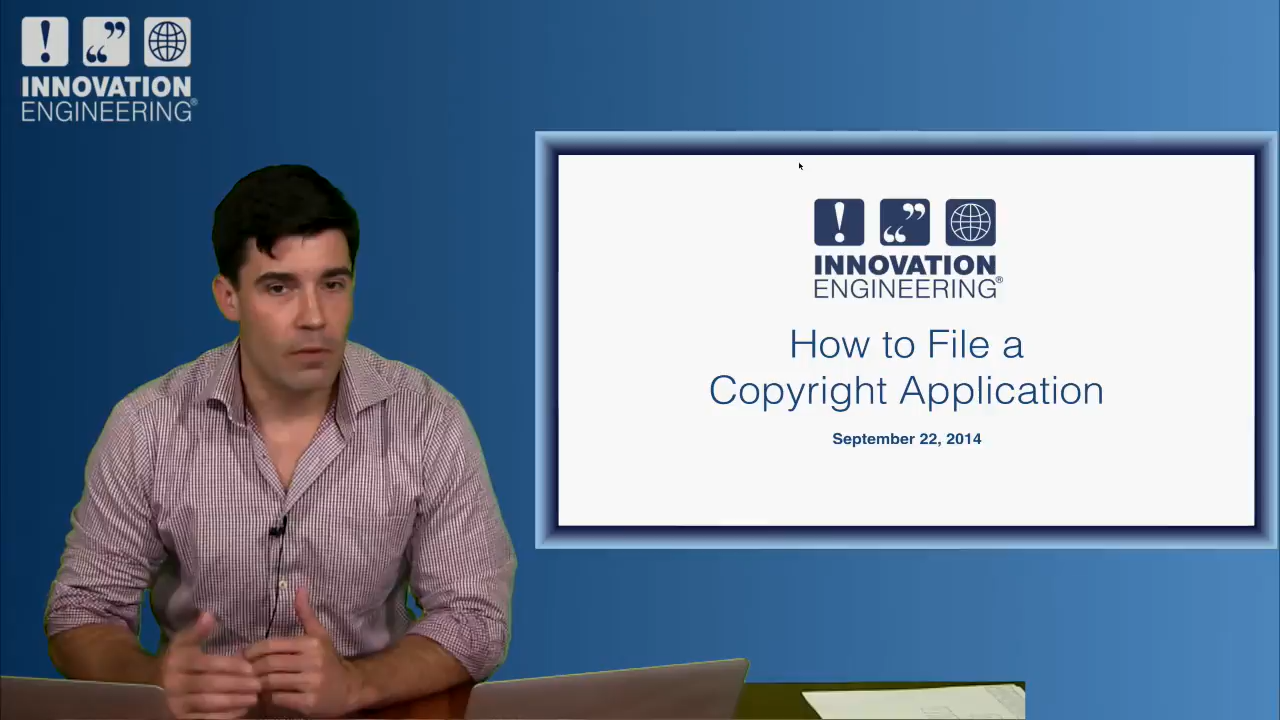 INNOVATION
ENGINEERING®
INNOVATION
ENGINEERING®
How to File a
Copyright Application
September 22, 2014